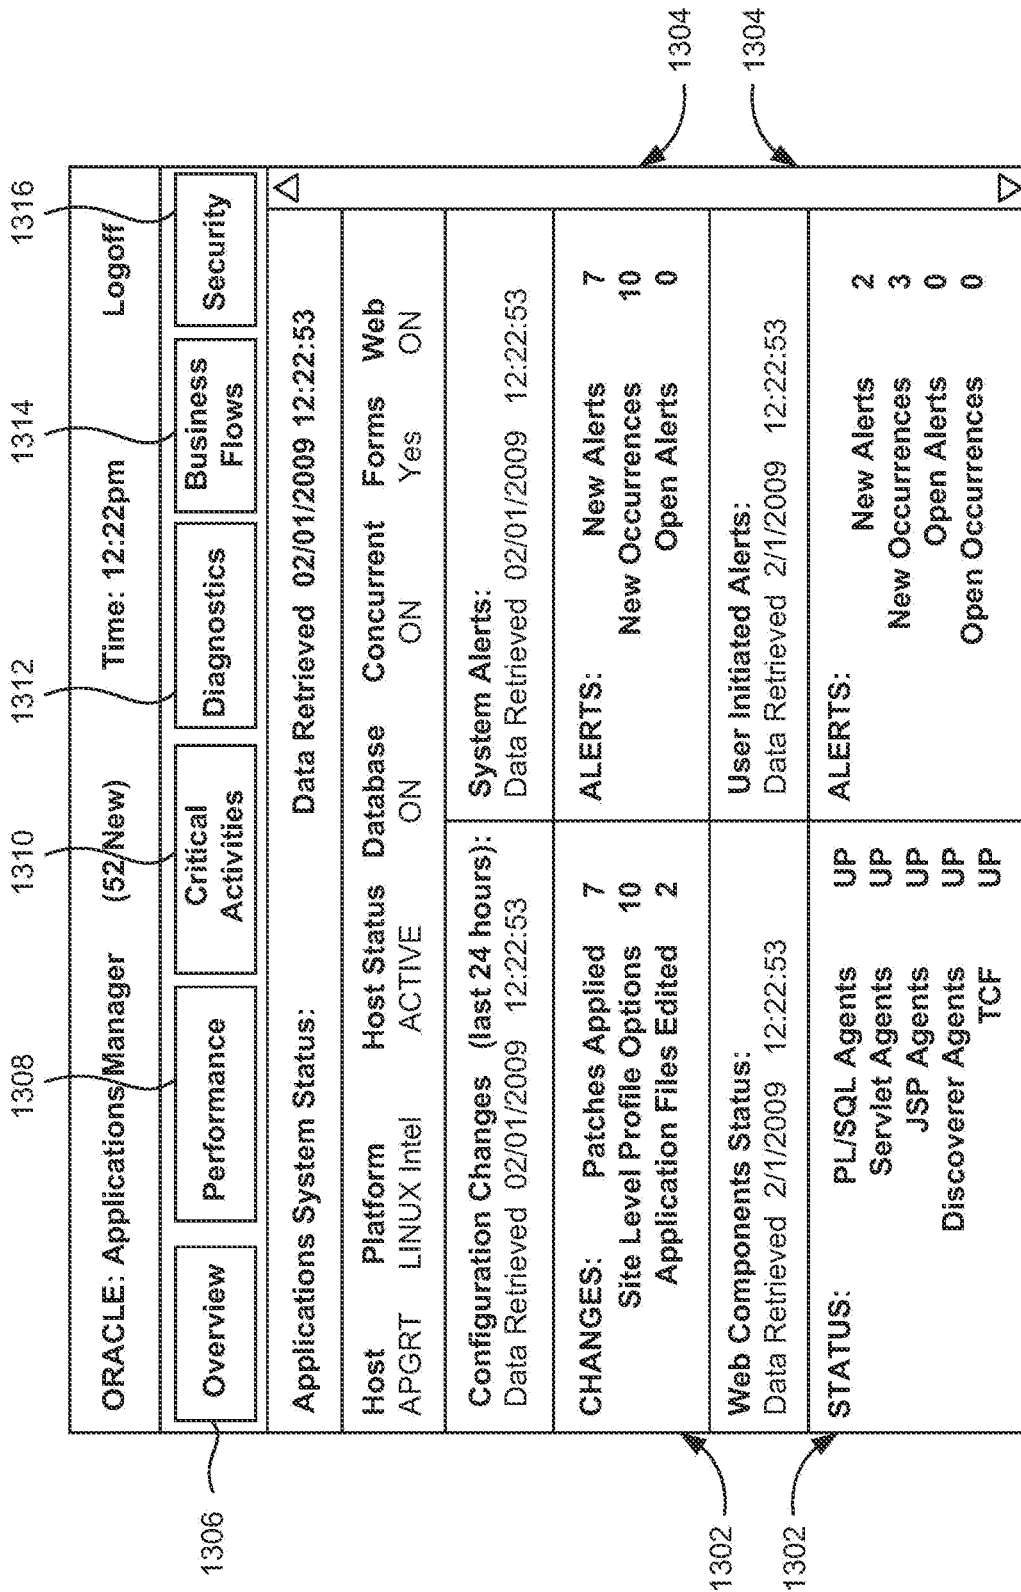 1308 1310 1312 1314 1316
ORACLE: Applications Manager (52/New) Time: 12:22pm Logoff
1306
Overview
Performance
Critical
Activities
Diagnostics
Business
Flows
Security
Applications System Status: Data Retrieved 02/01/2009 12:22:53
Host Platform Host Status Database Concurrent Forms Web
APGRT LINUX Intel ACTIVE ON ON Yes ON
Configuration Changes (last 24 hours):
Data Retrieved 02/01/2009 12:22:53
System Alerts:
Data Retrieved 02/01/2009 12:22:53
CHANGES: Patches Applied 7
Site Level Profile Options 10
Application Files Edited 2
ALERTS: New Alerts 7
New Occurrences 10
Open Alerts 0
1302
1304
Web Components Status:
Data Retrieved 2/1/2009 12:22:53
User Initiated Alerts:
Data Retrieved 2/1/2009 12:22:53
1302
1304
STATUS: PL/SQL Agents UP
Servlet Agents UP
JSP Agents UP
Discoverer Agents UP
TCF UP
ALERTS:
New Alerts 2
New Occurrences 3
Open Alerts 0
Open Occurrences 0